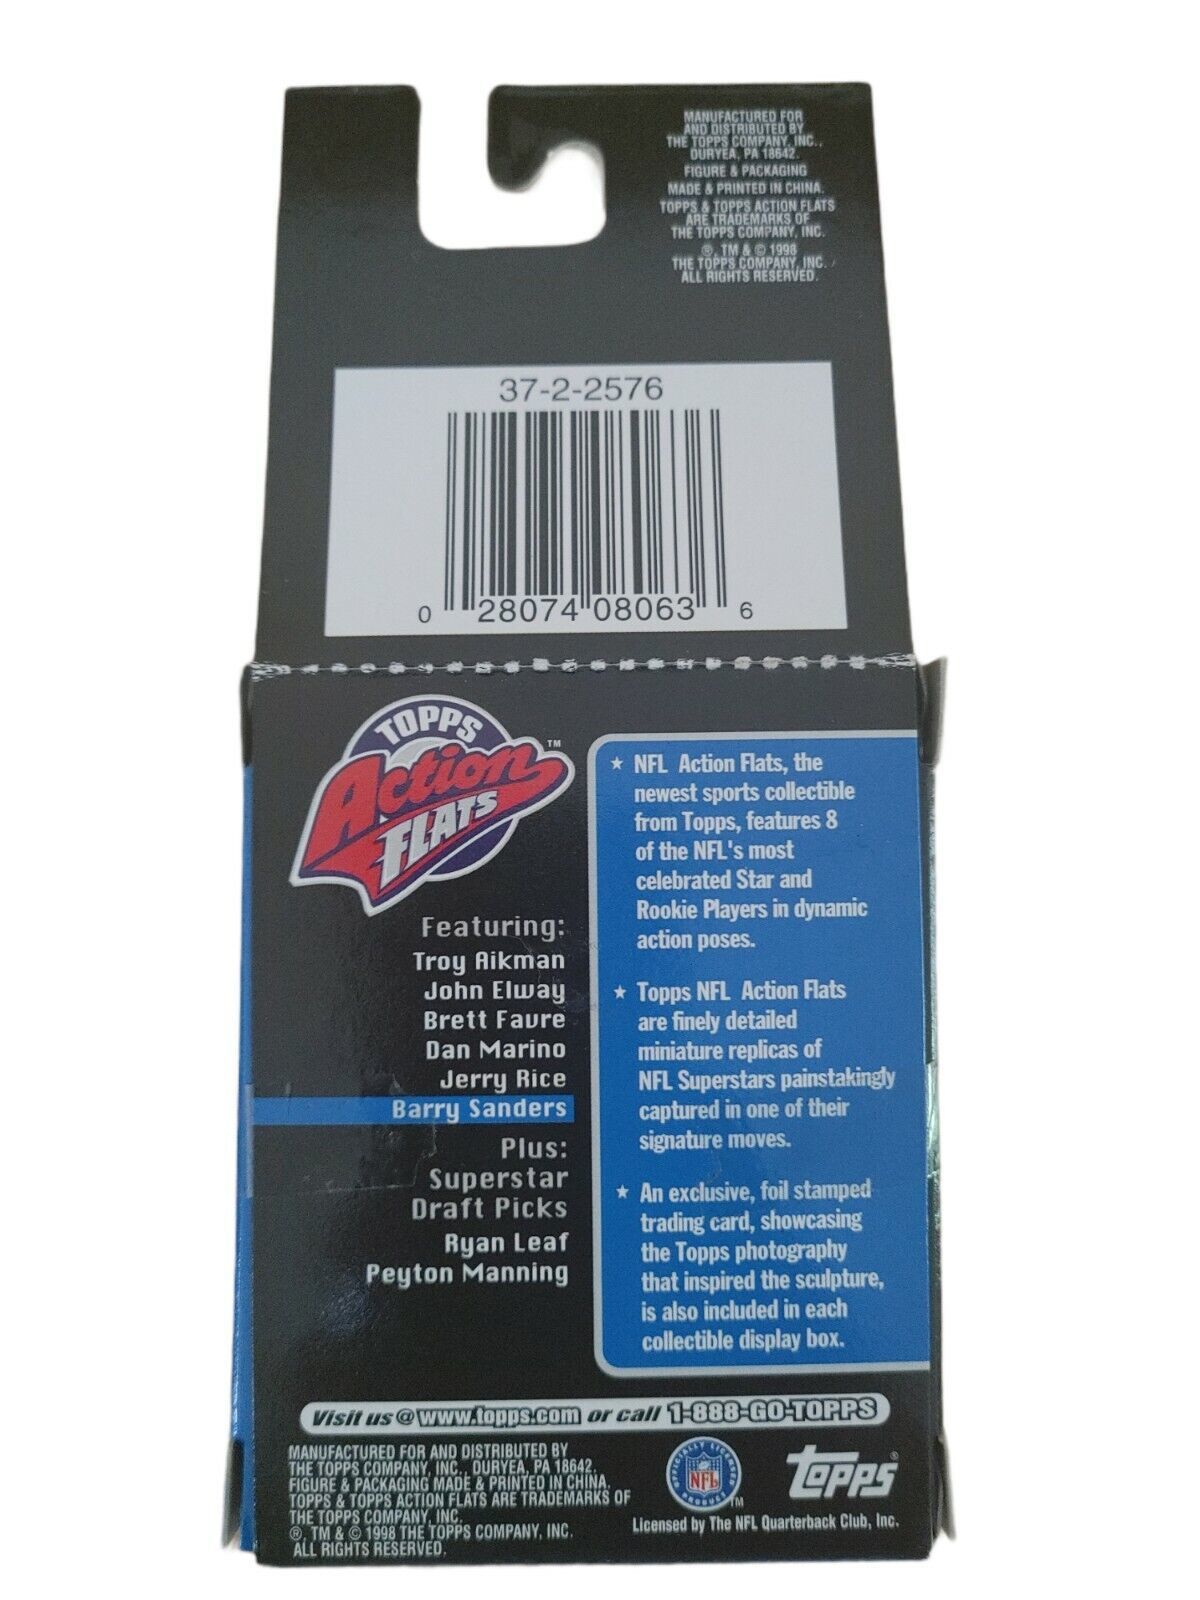 MANUFACTURED FOR
AND DISTRIBUTED BY
THE TOPPS COMPANY, INC.,
DURYEA, PA 18642.
FIGURE & PACKAGING
MADE & PRINTED IN CHINA.
TOPPS & TOPPS ACTION FLATS
ARE TRADEMARKS OF
THE TOPPS COMPANY, INC.
®, TM & © 1998
THE TOPPS COMPANY, INC.
ALL RIGHTS RESERVED.
37-2-2576
0 28074 08063 6
TOPPS
Action™
FLATS
Featuring:
Troy Aikman
John Elway
Brett Favre
Dan Marino
Jerry Rice
Barry Sanders
Plus:
Superstar
Draft Picks
Ryan Leaf
Peyton Manning
★ NFL Action Flats, the
newest sports collectible
from Topps, features 8
of the NFL's most
celebrated Star and
Rookie Players in dynamic
action poses.
★ Topps NFL Action Flats
are finely detailed
miniature replicas of
NFL Superstars painstakingly
captured in one of their
signature moves.
★ An exclusive, foil stamped
trading card, showcasing
the Topps photography
that inspired the sculpture,
is also included in each
collectible display box.
Visit us @ www.topps.com or call 1-888-GO-TOPPS
MANUFACTURED FOR AND DISTRIBUTED BY
THE TOPPS COMPANY, INC., DURYEA, PA 18642.
FIGURE & PACKAGING MADE & PRINTED IN CHINA.
TOPPS & TOPPS ACTION FLATS ARE TRADEMARKS OF
THE TOPPS COMPANY, INC.
®, TM & © 1998 THE TOPPS COMPANY, INC.
ALL RIGHTS RESERVED.
OFFICIALLY LICENSED
NFL
PRODUCT
TM
topps®
Licensed by The NFL Quarterback Club, Inc.